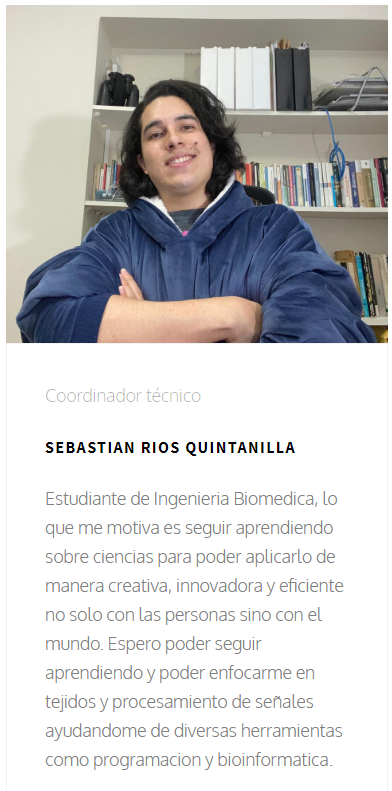 Coordinador técnico
SEBASTIAN RIOS QUINTANILLA
Estudiante de Ingenieria Biomedica, lo
que me motiva es seguir aprendiendo
sobre ciencias para poder aplicarlo de
manera creativa, innovadora y eficiente
no solo con las personas sino con el
mundo. Espero poder seguir
aprendiendo y poder enfocarme en
tejidos y procesamiento de señales
ayudandome de diversas herramientas
como programacion y bioinformatica.